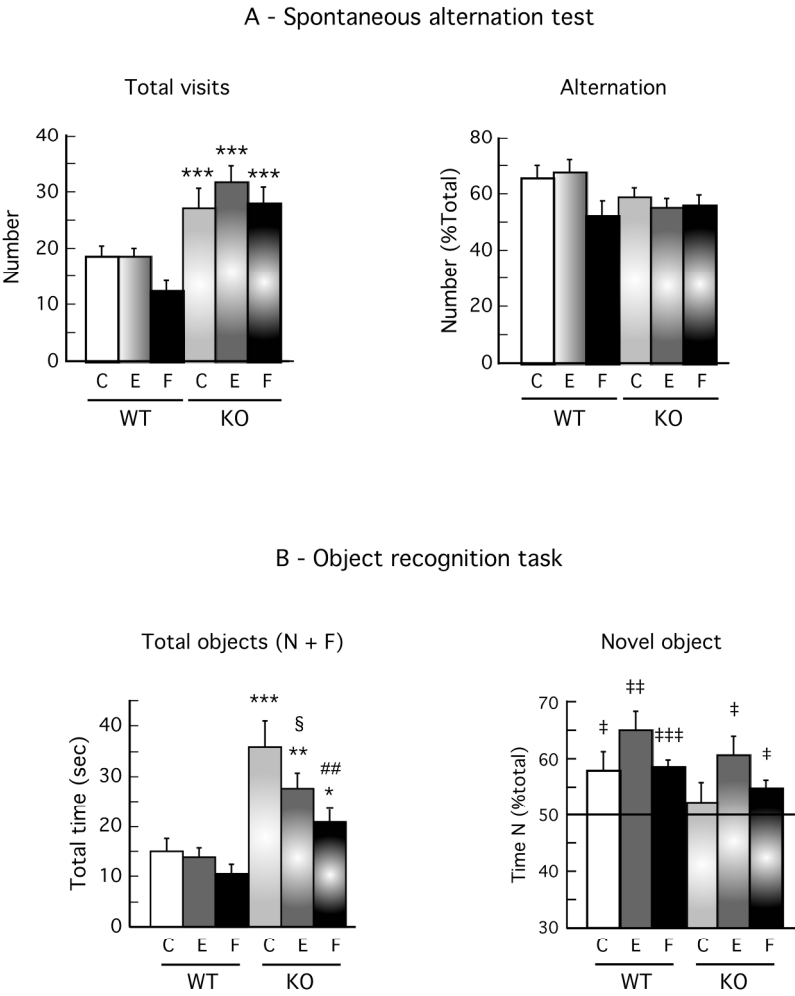 A - Spontaneous alternation test
Total visits
Number
40
30
20
10
0
*** *** ***
C E F C E F
WT KO
Alternation
Number (%Total)
80
60
40
20
0
C E F C E F
WT KO
B - Object recognition task
Total objects (N + F)
Total time (sec)
40
30
20
10
0
***
§
**
##
*
C E F C E F
WT KO
Novel object
Time N (%total)
70
60
50
40
30
‡ ‡‡ ‡‡‡ ‡ ‡
C E F C E F
WT KO